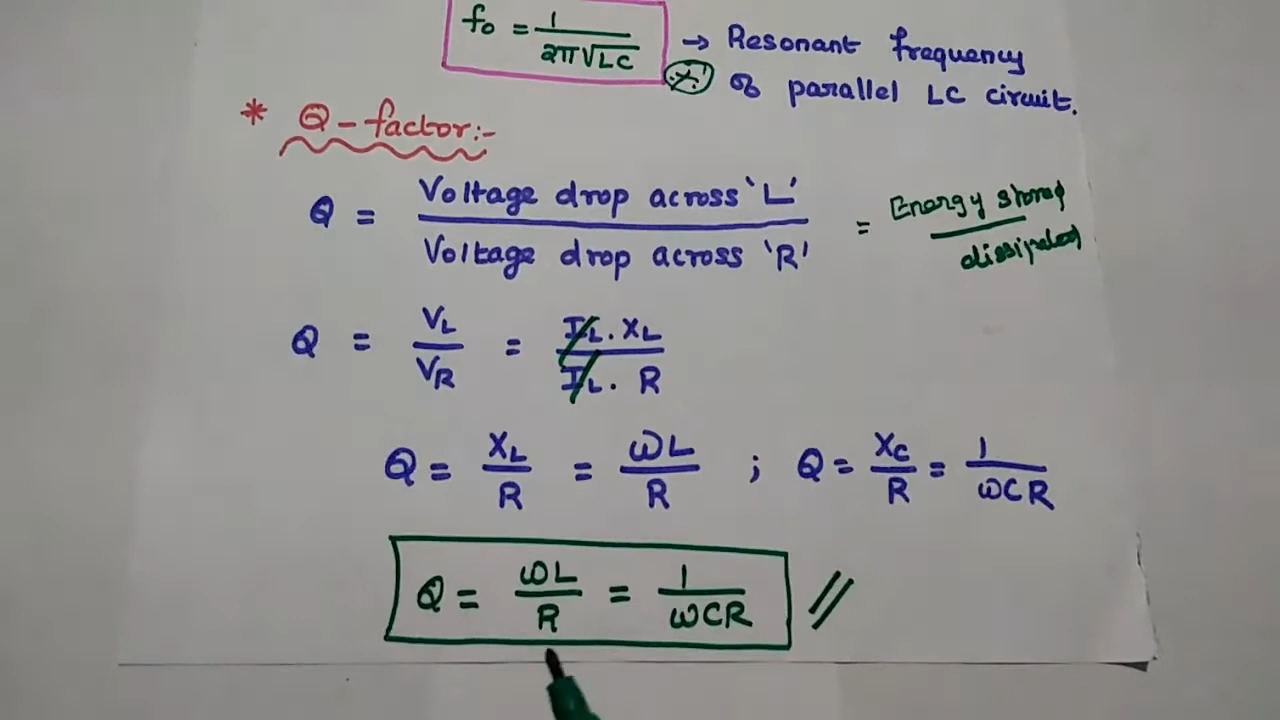 f₀ = 1 / 2π√LC → Resonant frequency
of parallel LC circuit.
* Q-factor:-
Q = Voltage drop across 'L' / Voltage drop across 'R' = Energy stored / dissipated
Q = V_L / V_R = I_L . X_L / I_L . R
Q = X_L / R = ωL / R ; Q = X_C / R = 1 / ωCR
Q = ωL / R = 1 / ωCR //